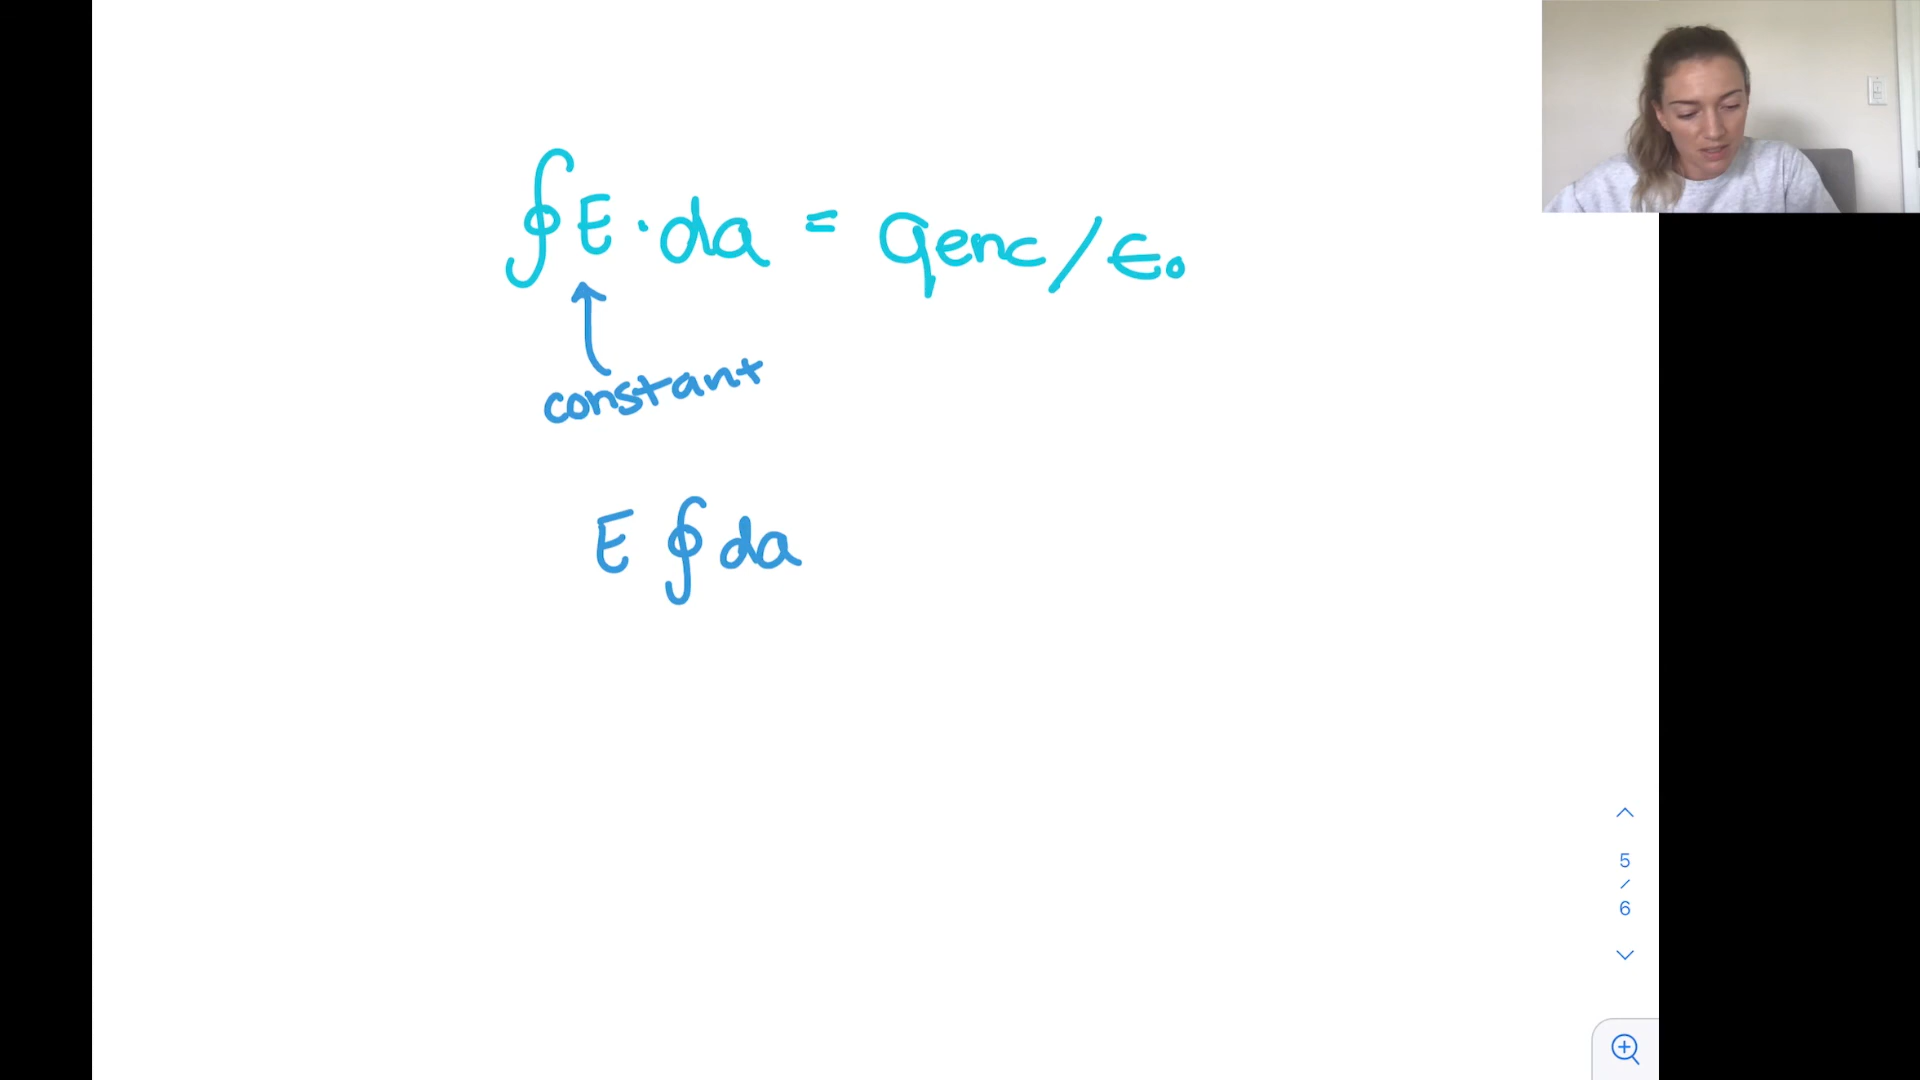 ∮E · da = qenc/ϵ₀
constant
E ∮ da
5
/
6